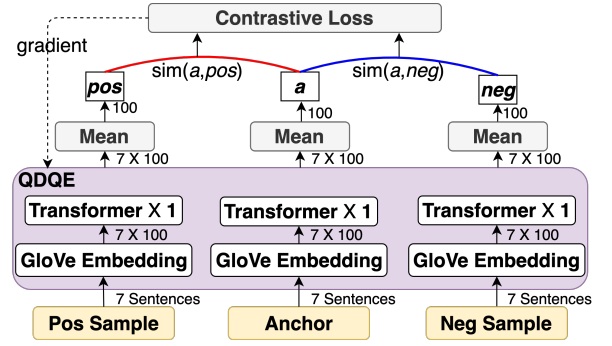 Contrastive Loss
gradient
sim(a,pos)
sim(a,neg)
pos
a
neg
100
100
100
Mean
Mean
Mean
7 X 100
7 X 100
7 X 100
QDQE
Transformer X 1
Transformer X 1
Transformer X 1
7 X 100
7 X 100
7 X 100
GloVe Embedding
GloVe Embedding
GloVe Embedding
7 Sentences
7 Sentences
7 Sentences
Pos Sample
Anchor
Neg Sample